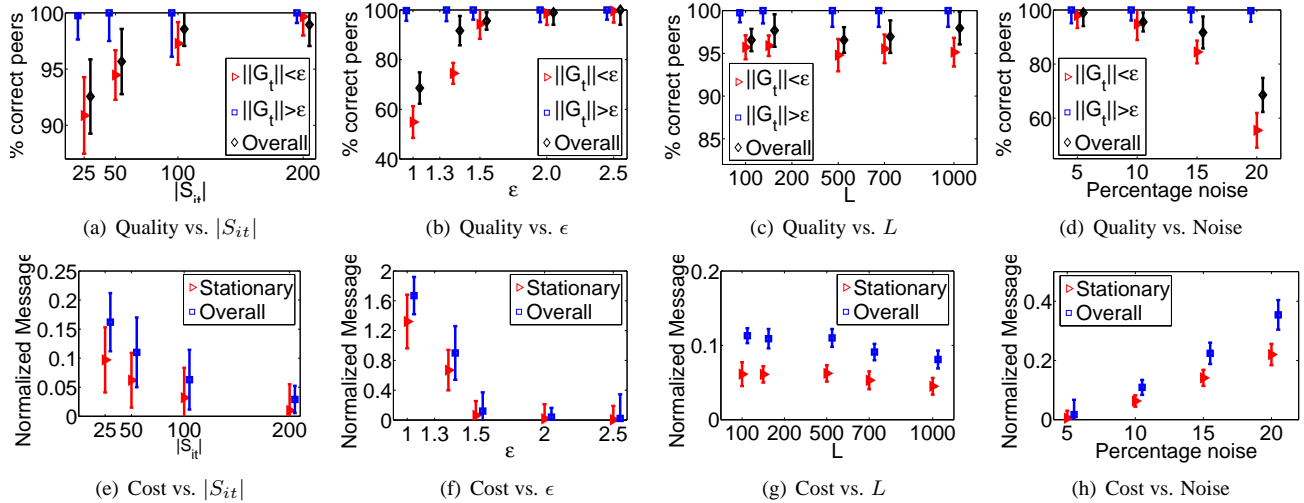 % correct peers
100
95
90
25 50 100 200
|S_it|
||G_t||<ε
||G_t||>ε
Overall
(a) Quality vs. |S_it|
% correct peers
100
80
60
40
1 1.3 1.5 2.0 2.5
ε
||G_t||<ε
||G_t||>ε
Overall
(b) Quality vs. ϵ
% correct peers
100
95
90
85
100 200 500 700 1000
L
||G_t||<ε
||G_t||>ε
Overall
(c) Quality vs. L
% correct peers
100
80
60
5 10 15 20
Percentage noise
||G_t||<ε
||G_t||>ε
Overall
(d) Quality vs. Noise
Normalized Message
0.25
0.2
0.15
0.1
0.05
0
25 50 100 200
|S_it|
Stationary
Overall
(e) Cost vs. |S_it|
Normalized Message
2
1.6
1.2
0.8
0.4
0
1 1.3 1.5 2 2.5
ε
Stationary
Overall
(f) Cost vs. ϵ
Normalized Message
0.2
0.1
0
100 200 500 700 1000
L
Stationary
Overall
(g) Cost vs. L
Normalized Message
0.4
0.2
0
5 10 15 20
Percentage noise
Stationary
Overall
(h) Cost vs. Noise